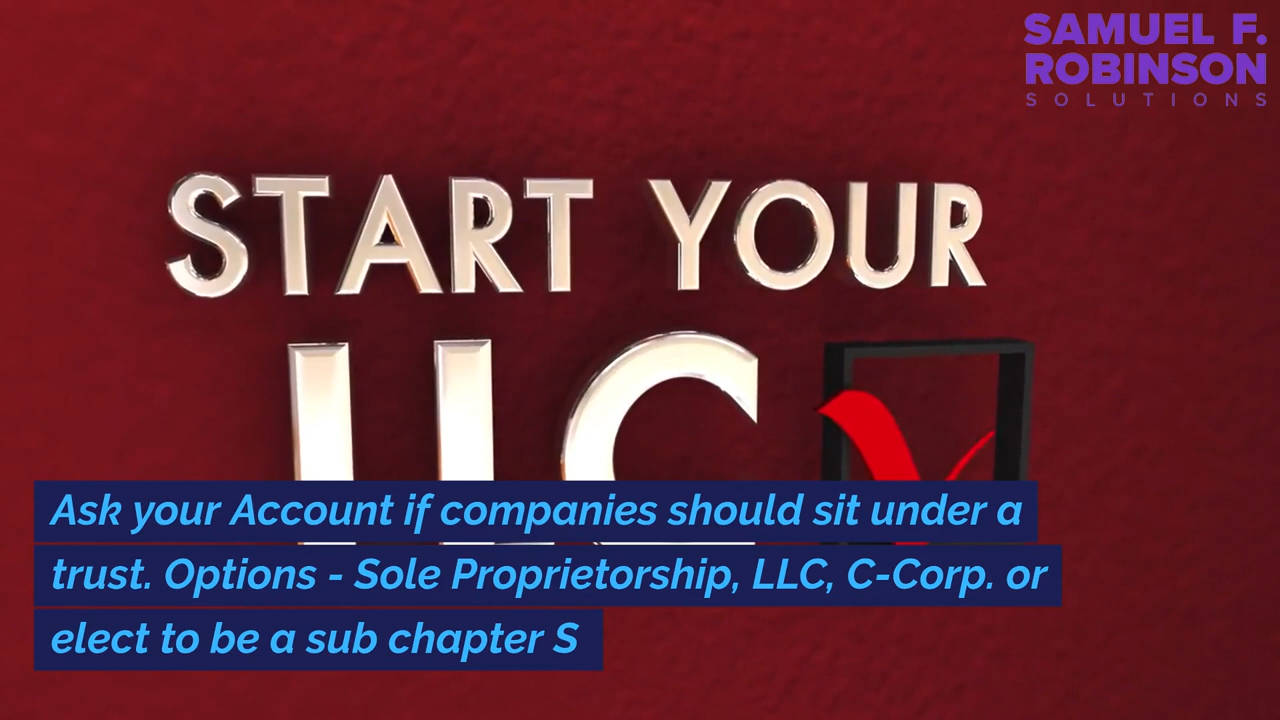 SAMUEL F.
ROBINSON
SOLUTIONS
START YOUR
LLC
Ask your Account if companies should sit under a
trust. Options - Sole Proprietorship, LLC, C-Corp. or
elect to be a sub chapter S